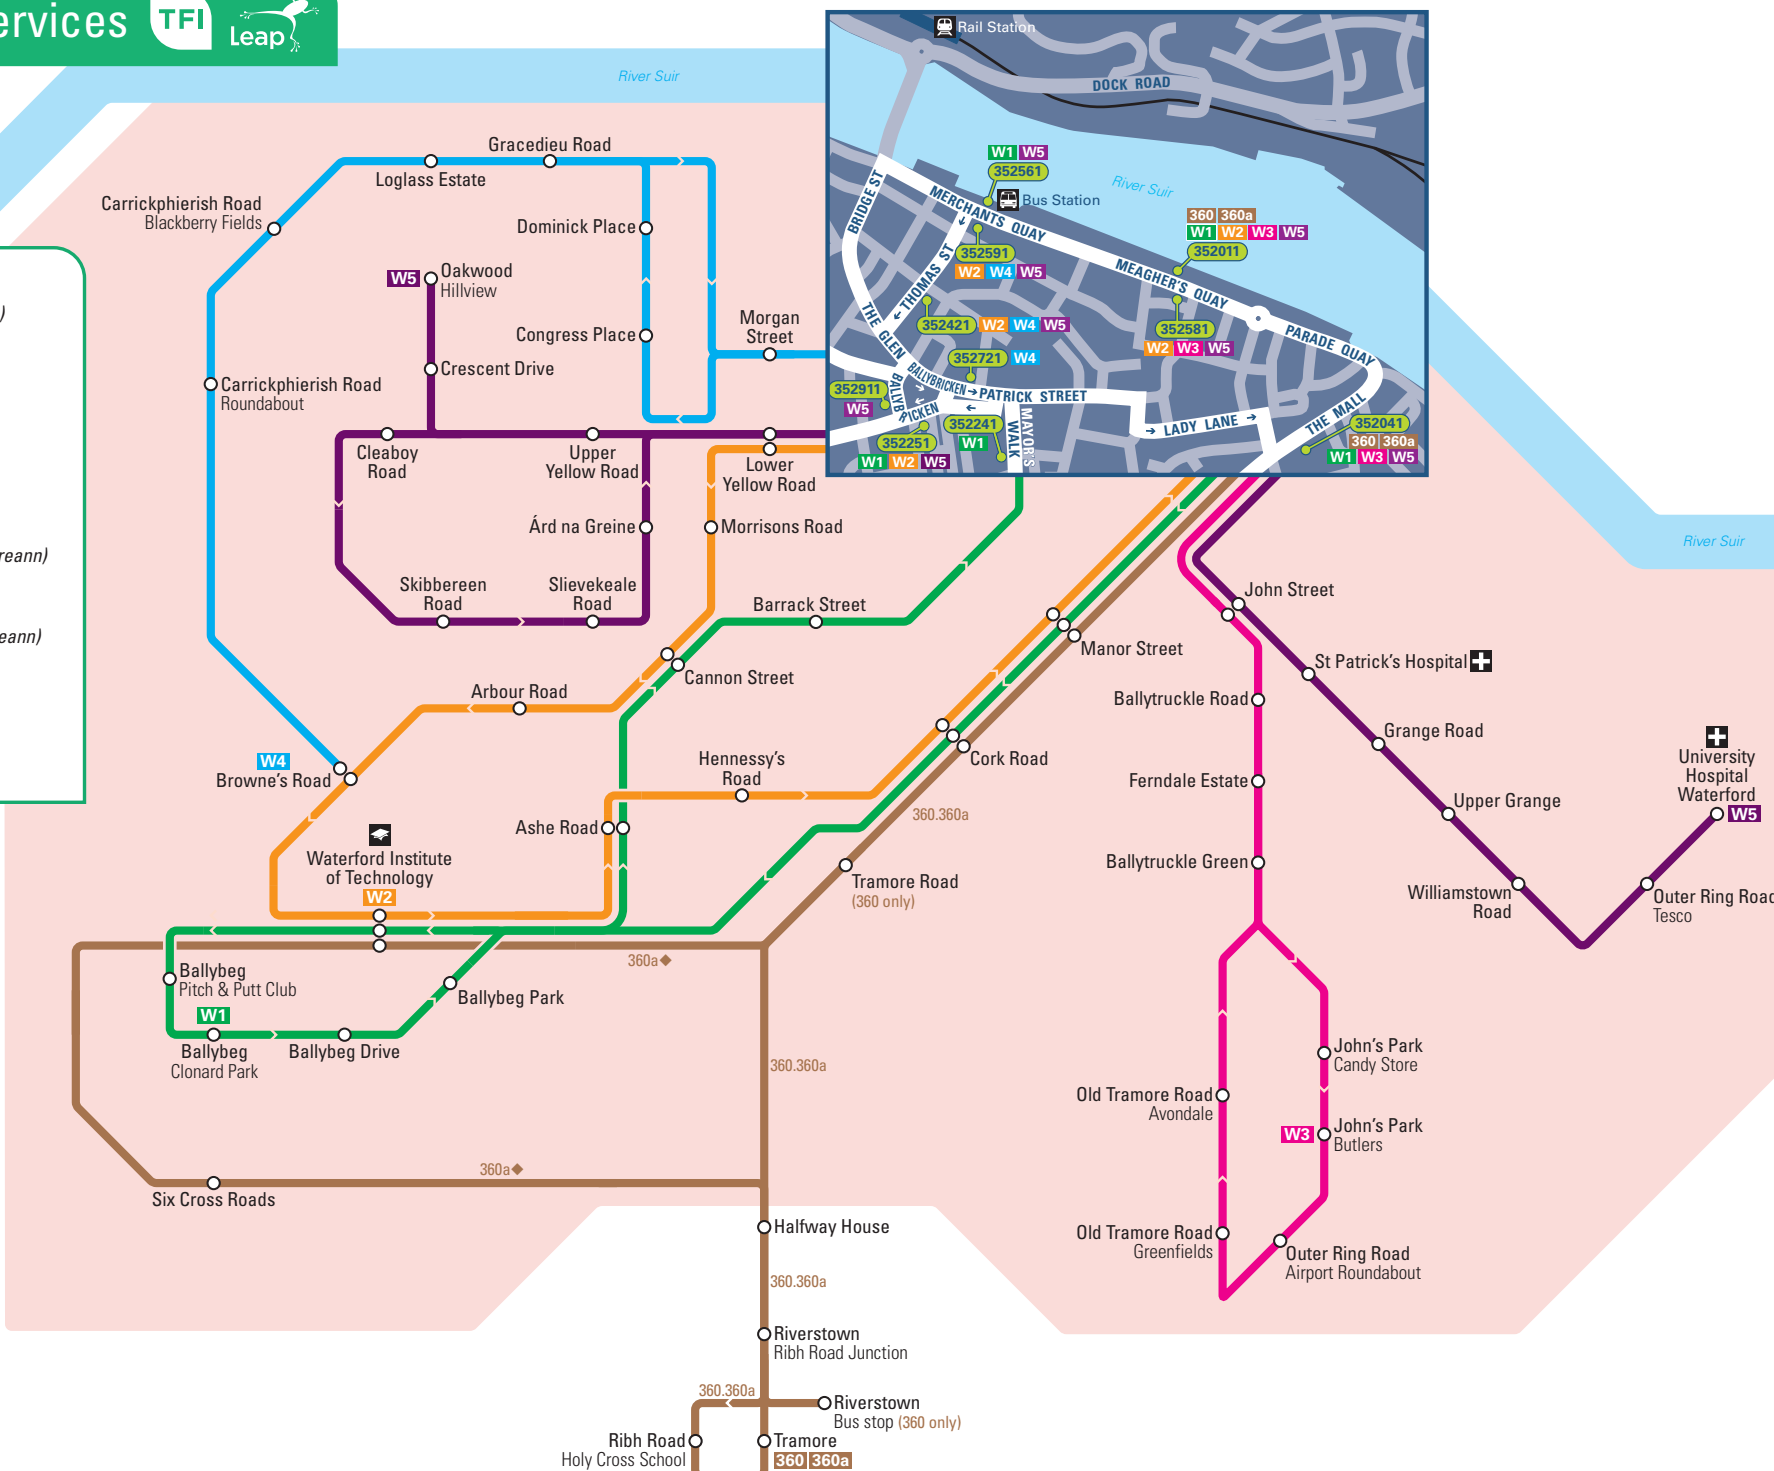 ervices
TFI
Leap
River Suir
Rail Station
DOCK ROAD
W1 W5
352561
River Suir
Bus Station
BRIDGE ST
MERCHANTS QUAY
360 360a
W1 W2 W3 W5
352011
352591
W2 W4 W5
THOMAS ST
MEAGHER'S QUAY
352421 W2 W4 W5
THE GLEN
352581
W2 W3 W5
PARADE QUAY
352721 W4
BALLYBRICKEN
PATRICK STREET
352911
W5
BALLYBRICKEN
352241
W1
MAYOR'S WALK
LADY LANE
THE MALL
352041
360 360a
W1 W3 W5
352251
W1 W2 W5
Gracedieu Road
Loglass Estate
Carrickphierish Road
Blackberry Fields
Dominick Place
W5
Oakwood
Hillview
Morgan
Street
Congress Place
Crescent Drive
Carrickphierish Road
Roundabout
)
reann)
eann)
Cleaboy
Road
Upper
Yellow Road
Lower
Yellow Road
Árd na Greine
Morrisons Road
Skibbereen
Road
Slievekeale
Road
Barrack Street
River Suir
John Street
Manor Street
St Patrick's Hospital
Cannon Street
Arbour Road
Ballytruckle Road
Grange Road
W4
Browne's Road
Hennessy's
Road
Cork Road
University
Hospital
Waterford
W5
Ferndale Estate
Upper Grange
360.360a
Ashe Road
Waterford Institute
of Technology
W2
Ballytruckle Green
Tramore Road
(360 only)
Williamstown
Road
Outer Ring Road
Tesco
360a◆
Ballybeg
Pitch & Putt Club
Ballybeg Park
W1
Ballybeg
Clonard Park
Ballybeg Drive
360.360a
John's Park
Candy Store
Old Tramore Road
Avondale
W3
John's Park
Butlers
360a◆
Six Cross Roads
Halfway House
Old Tramore Road
Greenfields
Outer Ring Road
Airport Roundabout
360.360a
Riverstown
Ribh Road Junction
360.360a
Riverstown
Bus stop (360 only)
Ribh Road
Holy Cross School
Tramore
360 360a